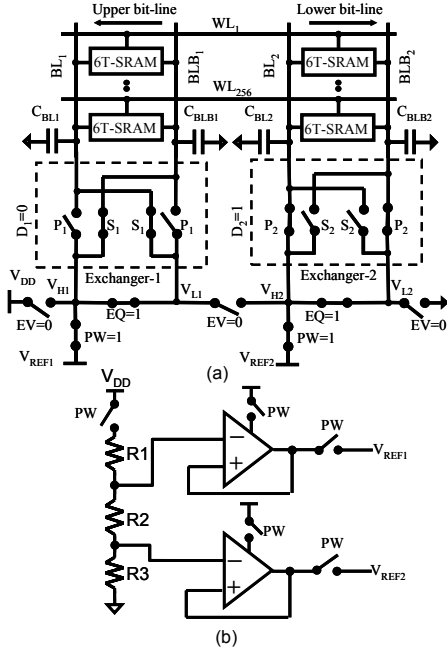 Upper bit-line
Lower bit-line
WL1
BL1
BLB1
BL2
BLB2
6T-SRAM
6T-SRAM
WL256
CBL1
6T-SRAM
CBLB1
CBL2
6T-SRAM
CBLB2
D1=0
P1
S1
S1
P1
D2=1
P2
S2
S2
P2
Exchanger-1
Exchanger-2
VDD
VH1
VL1
VH2
VL2
EV=0
EQ=1
EV=0
EQ=1
EV=0
PW=1
PW=1
VREF1
(a)
VREF2
VDD
PW
PW
R1
−
PW
VREF1
+
R2
PW
R3
−
PW
VREF2
+
(b)